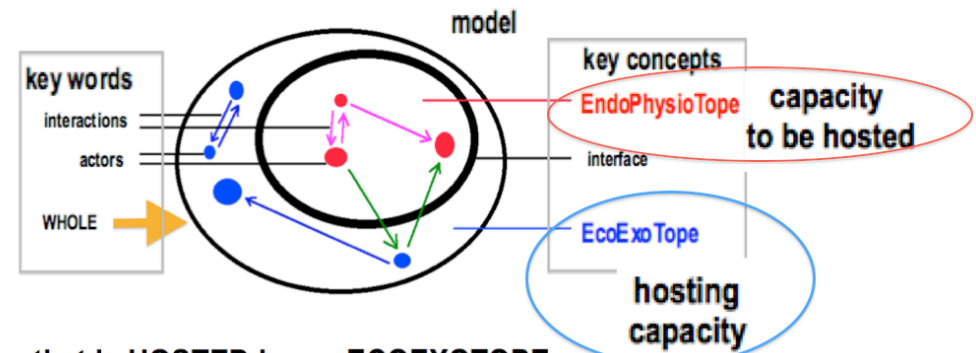 model
key words
interactions
actors
WHOLE
key concepts
EndoPhysioTope
capacity
to be hosted
interface
EcoExoTope
hosting
capacity